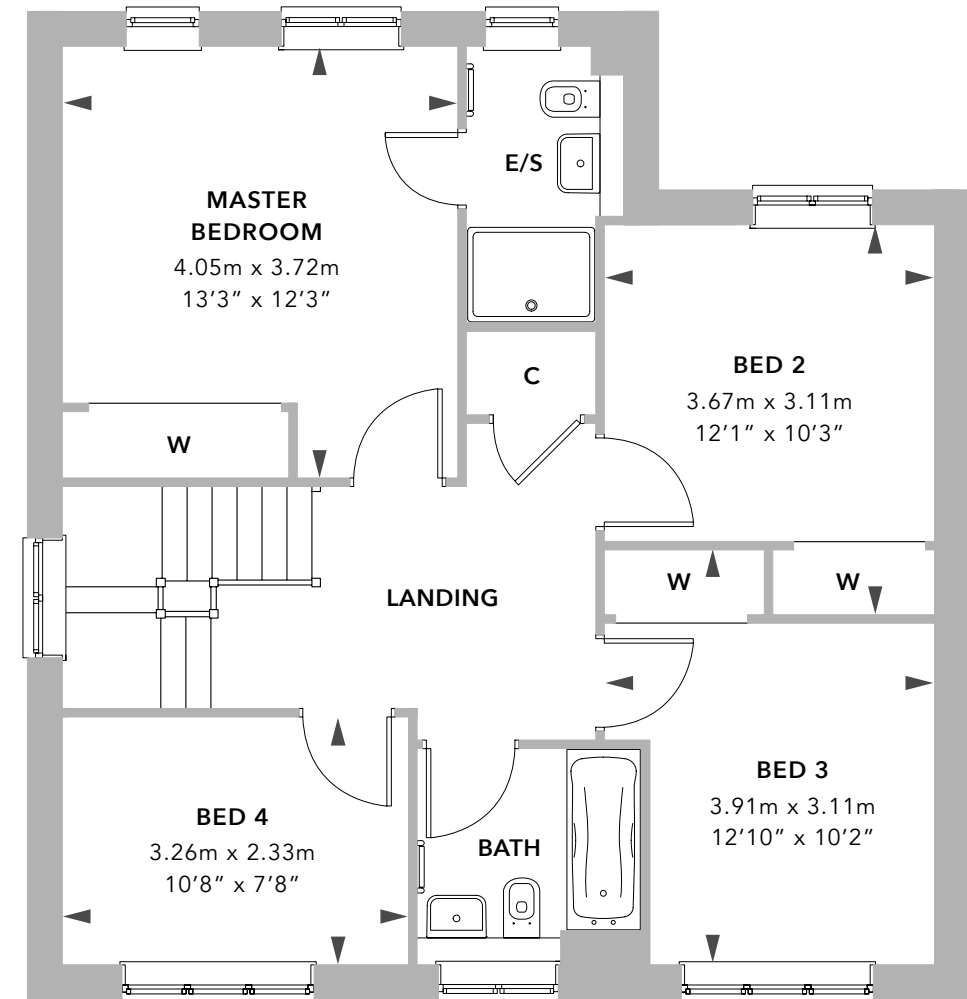 MASTER
BEDROOM
4.05m x 3.72m
13’3” x 12’3”
E/S
C
W
BED 2
3.67m x 3.11m
12’1” x 10’3”
W
W
LANDING
BED 4
3.26m x 2.33m
10’8” x 7’8”
BATH
BED 3
3.91m x 3.11m
12’10” x 10’2”